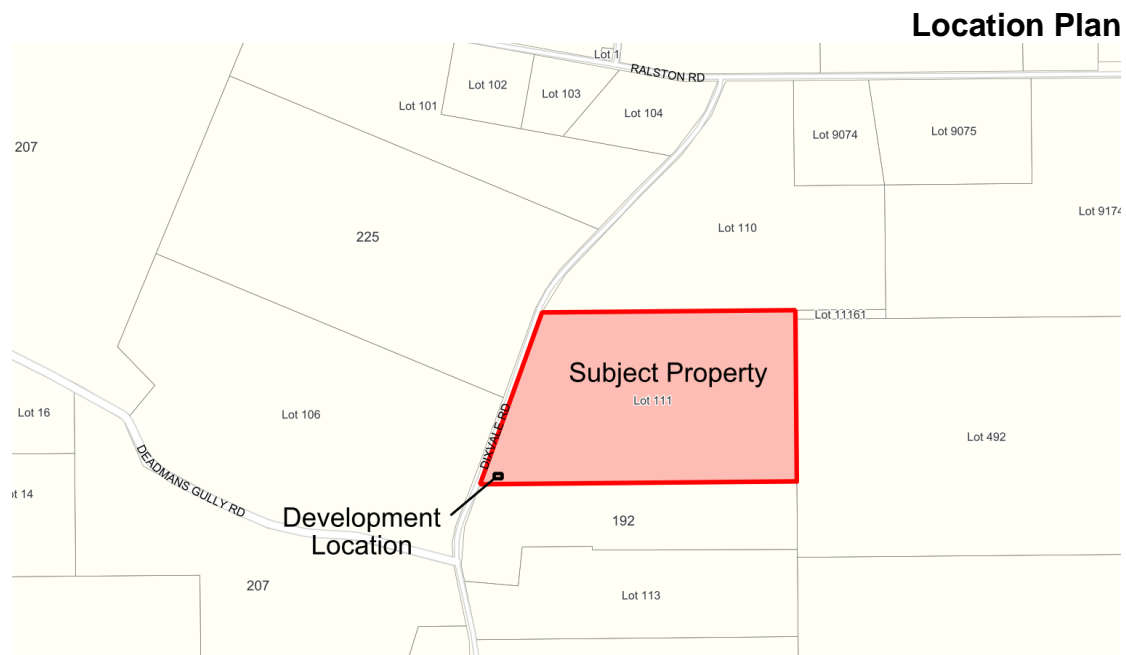 Location Plan
Lot 1
RALSTON RD
Lot 102
Lot 103
Lot 101
Lot 104
Lot 9074
Lot 9075
207
Lot 9174
Lot 110
225
Lot 11161
Subject Property
Lot 111
Lot 16
Lot 106
DIXVALE RD
Lot 492
DEADMANS GULLY RD
ot 14
Development
Location
192
207
Lot 113